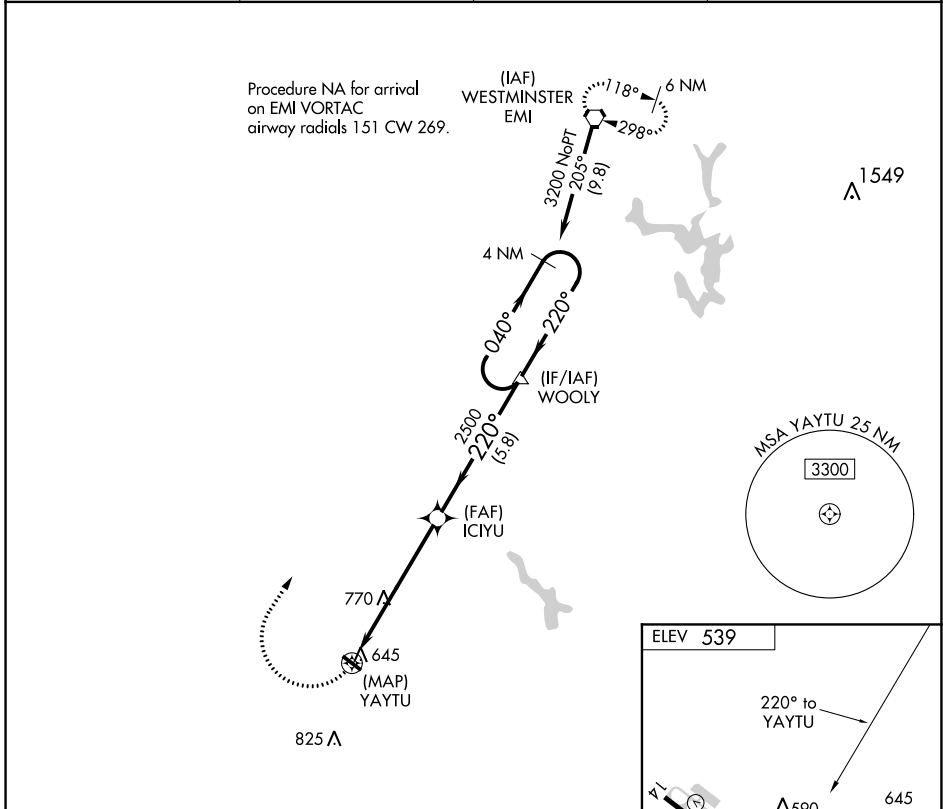 Procedure NA for arrival
on EMI VORTAC
airway radials 151 CW 269.
(IAF)
WESTMINSTER
EMI
118°
6 NM
298°
3200 NoPT
205°
(9.8)
1549
4 NM
040°
220°
(IF/IAF)
WOOLY
2500
220°
(5.8)
MSA YAYTU 25 NM
3300
(FAF)
ICIYU
770
645
(MAP)
YAYTU
825
ELEV 539
220° to
YAYTU
14
V
590
645